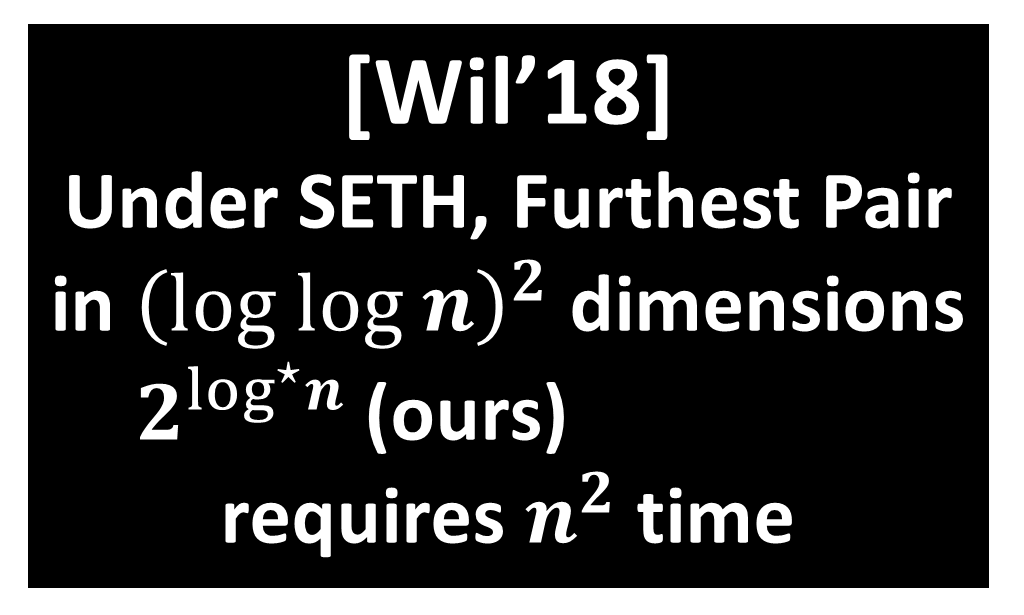 [Wil’18]
Under SETH, Furthest Pair
in (log log n)² dimensions
2^{log^⋆ n} (ours)
requires n² time